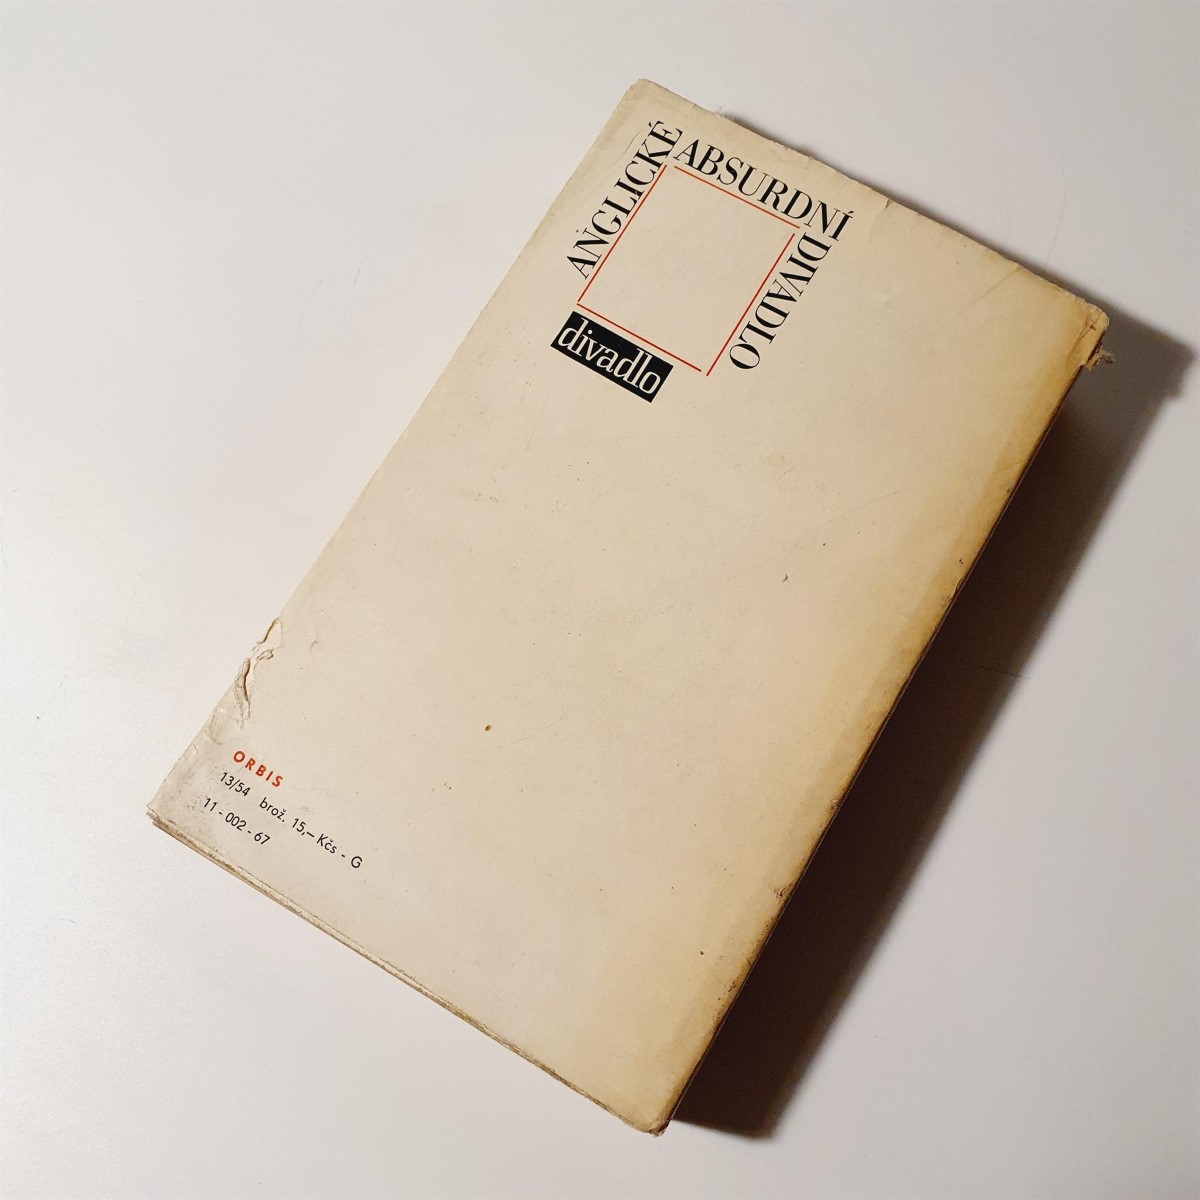 ANGLICKÉ
ABSURDNÍ
DIVADLO
divadlo
ORBIS
13/54 brož. 15,– Kčs - G
11 - 002 - 67